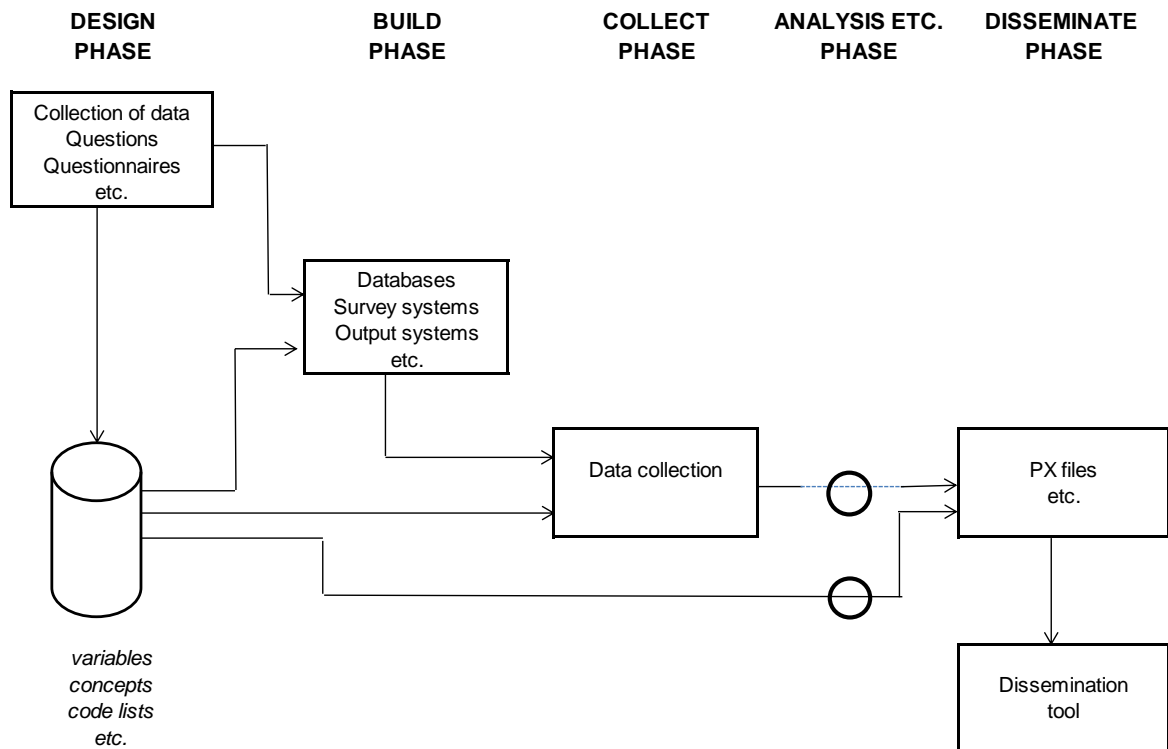 DESIGN
PHASE
BUILD
PHASE
COLLECT
PHASE
ANALYSIS ETC.
PHASE
DISSEMINATE
PHASE
Collection of data
Questions
Questionnaires
etc.
Databases
Survey systems
Output systems
etc.
Data collection
PX files
etc.
variables
concepts
code lists
etc.
Dissemination
tool